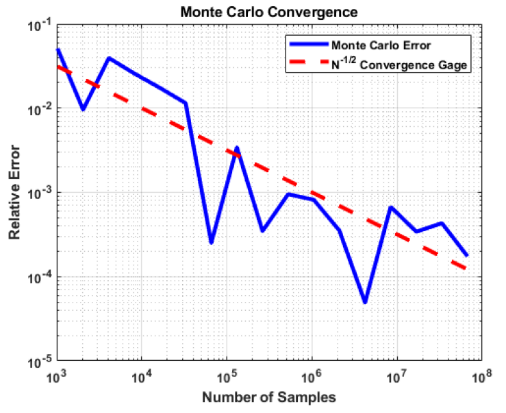 Monte Carlo Convergence
10^-1
10^-2
10^-3
10^-4
10^-5
Relative Error
Monte Carlo Error
N^-1/2 Convergence Gage
10^3
10^4
10^5
10^6
10^7
10^8
Number of Samples